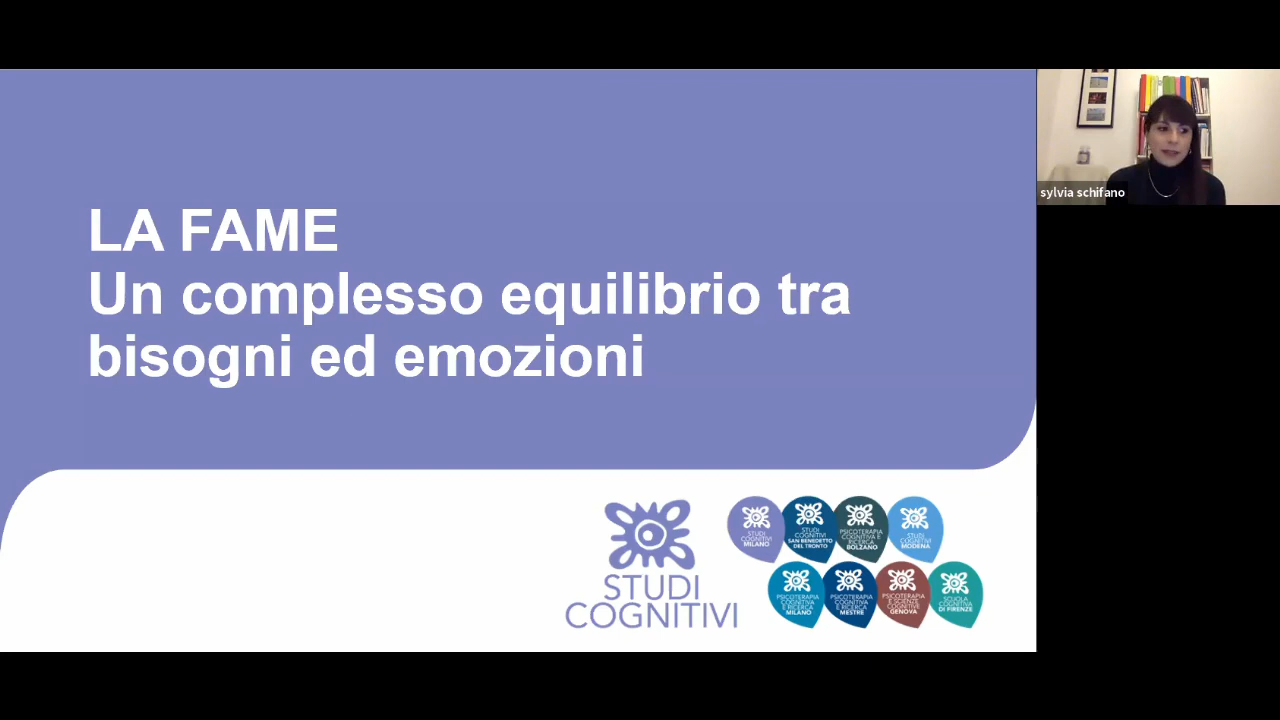 LA FAME
Un complesso equilibrio tra
bisogni ed emozioni
sylvia schifano
STUDI
COGNITIVI
STUDI
COGNITIVI
MILANO
STUDI
COGNITIVI
SAN BENEDETTO
DEL TRONTO
PSICOTERAPIA
COGNITIVA E
RICERCA
BOLZANO
STUDI
COGNITIVI
MODENA
PSICOTERAPIA
COGNITIVA
E RICERCA
MILANO
PSICOTERAPIA
COGNITIVA
E RICERCA
MESTRE
PSICOTERAPIA
E SCIENZE
COGNITIVE
GENOVA
SCUOLA
COGNITIVA
DI FIRENZE